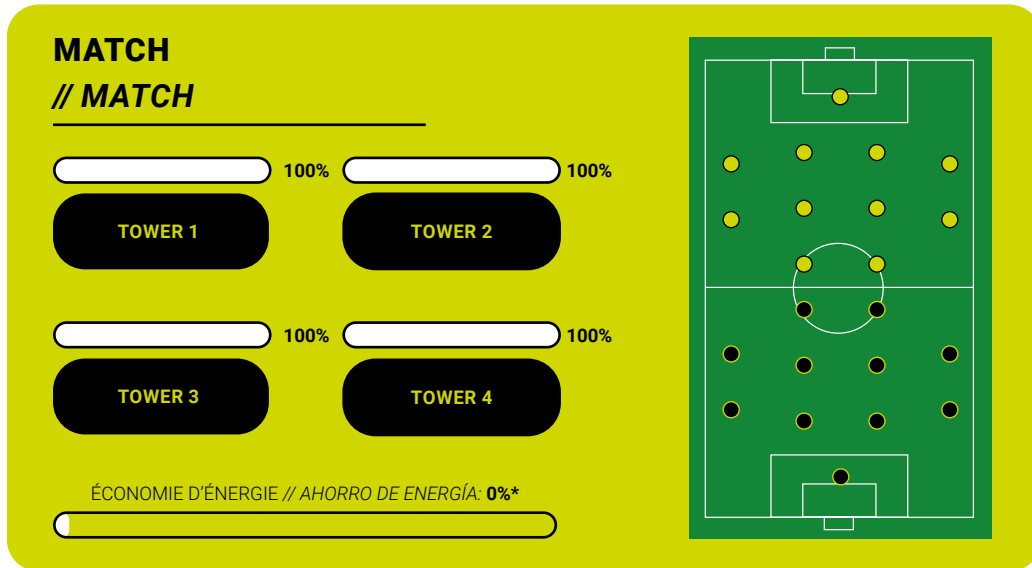 MATCH
// MATCH
100%
100%
TOWER 1
TOWER 2
100%
100%
TOWER 3
TOWER 4
ÉCONOMIE D’ÉNERGIE // AHORRO DE ENERGÍA: 0%*